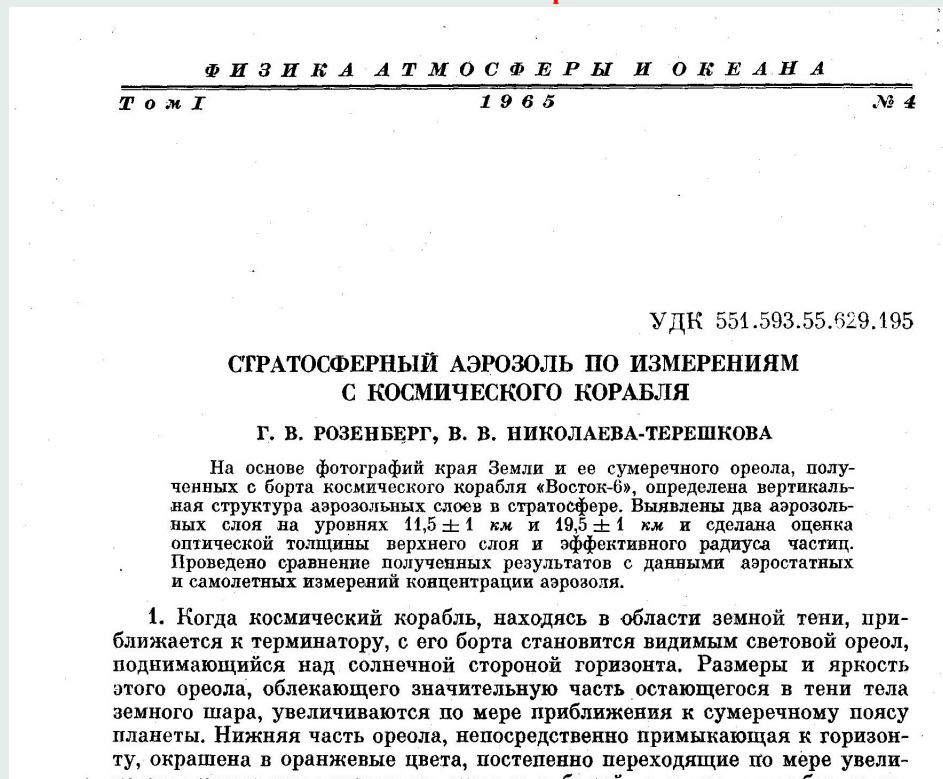 ФИЗИКА АТМОСФЕРЫ И ОКЕАНА
Том I 1965 № 4
УДК 551.593.55.629.195
СТРАТОСФЕРНЫЙ АЭРОЗОЛЬ ПО ИЗМЕРЕНИЯМ
С КОСМИЧЕСКОГО КОРАБЛЯ
Г. В. РОЗЕНБЕРГ, В. В. НИКОЛАЕВА-ТЕРЕШКОВА
На основе фотографий края Земли и ее сумеречного ореола, полу-
ченных с борта космического корабля «Восток-6», определена вертикаль-
ная структура аэрозольных слоев в стратосфере. Выявлены два аэрозоль-
ных слоя на уровнях 11,5 ± 1 км и 19,5 ± 1 км и сделана оценка
оптической толщины верхнего слоя и эффективного радиуса частиц.
Проведено сравнение полученных результатов с данными аэростатных
и самолетных измерений концентрации аэрозоля.
1. Когда космический корабль, находясь в области земной тени, при-
ближается к терминатору, с его борта становится видимым световой ореол,
поднимающийся над солнечной стороной горизонта. Размеры и яркость
этого ореола, облекающего значительную часть остающегося в тени тела
земного шара, увеличиваются по мере приближения к сумеречному поясу
планеты. Нижняя часть ореола, непосредственно примыкающая к горизон-
ту, окрашена в оранжевые цвета, постепенно переходящие по мере увели-